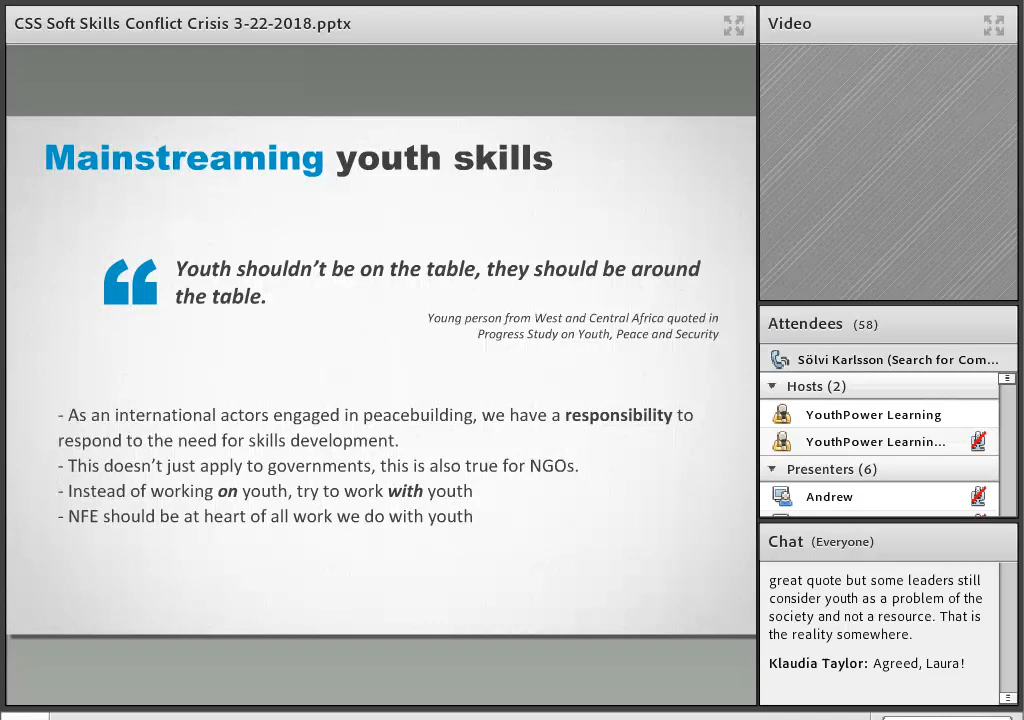 CSS Soft Skills Conflict Crisis 3-22-2018.pptx
Mainstreaming youth skills
“
Youth shouldn’t be on the table, they should be around
the table.
Young person from West and Central Africa quoted in
Progress Study on Youth, Peace and Security
- As an international actors engaged in peacebuilding, we have a responsibility to
respond to the need for skills development.
- This doesn’t just apply to governments, this is also true for NGOs.
- Instead of working on youth, try to work with youth
- NFE should be at heart of all work we do with youth
Video
Attendees (58)
Sölvi Karlsson (Search for Com...
Hosts (2)
YouthPower Learning
YouthPower Learnin...
Presenters (6)
Andrew
Chat (Everyone)
great quote but some leaders still
consider youth as a problem of the
society and not a resource. That is
the reality somewhere.
Klaudia Taylor: Agreed, Laura!